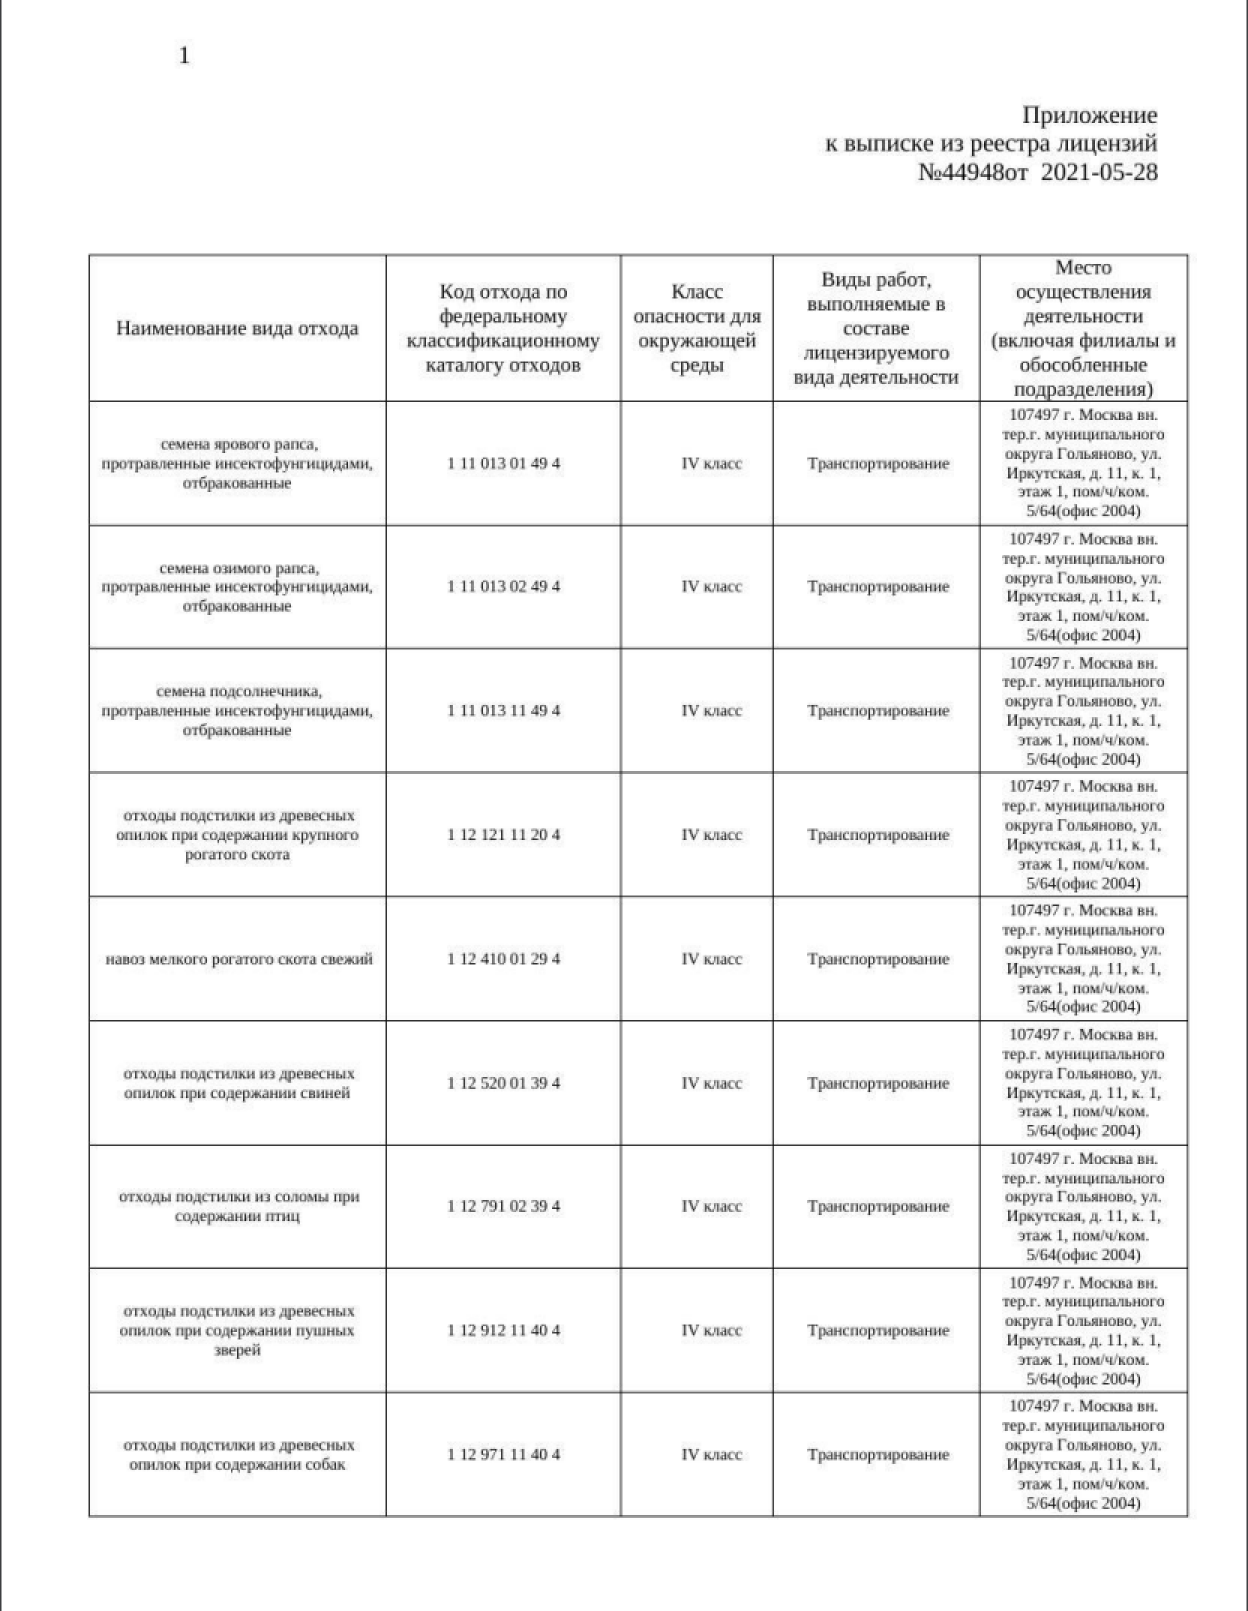 1
Приложение
к выписке из реестра лицензий
№44948от 2021-05-28
Наименование вида отхода
Код отхода по
федеральному
классификационному
каталогу отходов
Класс
опасности для
окружающей
среды
Виды работ,
выполняемые в
составе
лицензируемого
вида деятельности
Место
осуществления
деятельности
(включая филиалы и
обособленные
подразделения)
семена ярового рапса,
протравленные инсектофунгицидами,
отбракованные
1 11 013 01 49 4
IV класс
Транспортирование
107497 г. Москва вн.
тер.г. муниципального
округа Гольяново, ул.
Иркутская, д. 11, к. 1,
этаж 1, пом/ч/ком.
5/64(офис 2004)
семена озимого рапса,
протравленные инсектофунгицидами,
отбракованные
1 11 013 02 49 4
IV класс
Транспортирование
107497 г. Москва вн.
тер.г. муниципального
округа Гольяново, ул.
Иркутская, д. 11, к. 1,
этаж 1, пом/ч/ком.
5/64(офис 2004)
семена подсолнечника,
протравленные инсектофунгицидами,
отбракованные
1 11 013 11 49 4
IV класс
Транспортирование
107497 г. Москва вн.
тер.г. муниципального
округа Гольяново, ул.
Иркутская, д. 11, к. 1,
этаж 1, пом/ч/ком.
5/64(офис 2004)
отходы подстилки из древесных
опилок при содержании крупного
рогатого скота
1 12 121 11 20 4
IV класс
Транспортирование
107497 г. Москва вн.
тер.г. муниципального
округа Гольяново, ул.
Иркутская, д. 11, к. 1,
этаж 1, пом/ч/ком.
5/64(офис 2004)
навоз мелкого рогатого скота свежий
1 12 410 01 29 4
IV класс
Транспортирование
107497 г. Москва вн.
тер.г. муниципального
округа Гольяново, ул.
Иркутская, д. 11, к. 1,
этаж 1, пом/ч/ком.
5/64(офис 2004)
отходы подстилки из древесных
опилок при содержании свиней
1 12 520 01 39 4
IV класс
Транспортирование
107497 г. Москва вн.
тер.г. муниципального
округа Гольяново, ул.
Иркутская, д. 11, к. 1,
этаж 1, пом/ч/ком.
5/64(офис 2004)
отходы подстилки из соломы при
содержании птиц
1 12 791 02 39 4
IV класс
Транспортирование
107497 г. Москва вн.
тер.г. муниципального
округа Гольяново, ул.
Иркутская, д. 11, к. 1,
этаж 1, пом/ч/ком.
5/64(офис 2004)
отходы подстилки из древесных
опилок при содержании пушных
зверей
1 12 912 11 40 4
IV класс
Транспортирование
107497 г. Москва вн.
тер.г. муниципального
округа Гольяново, ул.
Иркутская, д. 11, к. 1,
этаж 1, пом/ч/ком.
5/64(офис 2004)
отходы подстилки из древесных
опилок при содержании собак
1 12 971 11 40 4
IV класс
Транспортирование
107497 г. Москва вн.
тер.г. муниципального
округа Гольяново, ул.
Иркутская, д. 11, к. 1,
этаж 1, пом/ч/ком.
5/64(офис 2004)